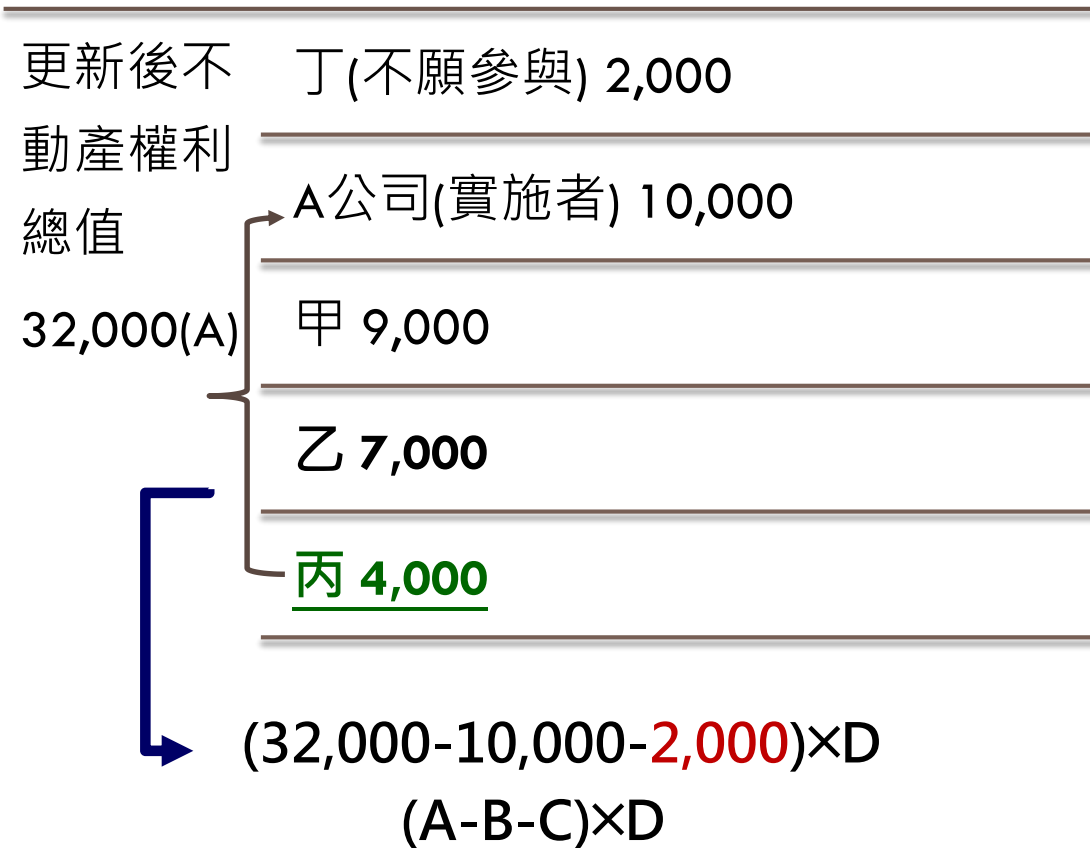 更新後不
動產權利
總值
32,000(A)
丁(不願參與) 2,000
A公司(實施者) 10,000
甲 9,000
乙 7,000
丙 4,000
(32,000-10,000-2,000)×D
(A-B-C)×D